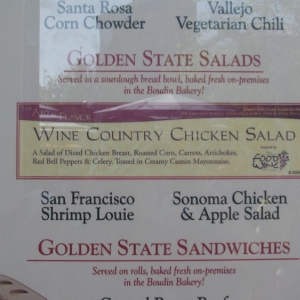 Santa Rosa
Corn Chowder
Vallejo
Vegetarian Chili
GOLDEN STATE SALADS
Served in a sourdough bread bowl, baked fresh on-premises
in the Boudin Bakery!
WINE COUNTRY CHICKEN SALAD
A Salad of Diced Chicken Breast, Roasted Corn, Carrots, Artichokes,
Red Bell Peppers & Celery. Tossed in Creamy Cumin Mayonnaise.
San Francisco
Shrimp Louie
Sonoma Chicken
& Apple Salad
GOLDEN STATE SANDWICHES
Served on rolls, baked fresh on-premises
in the Boudin Bakery!